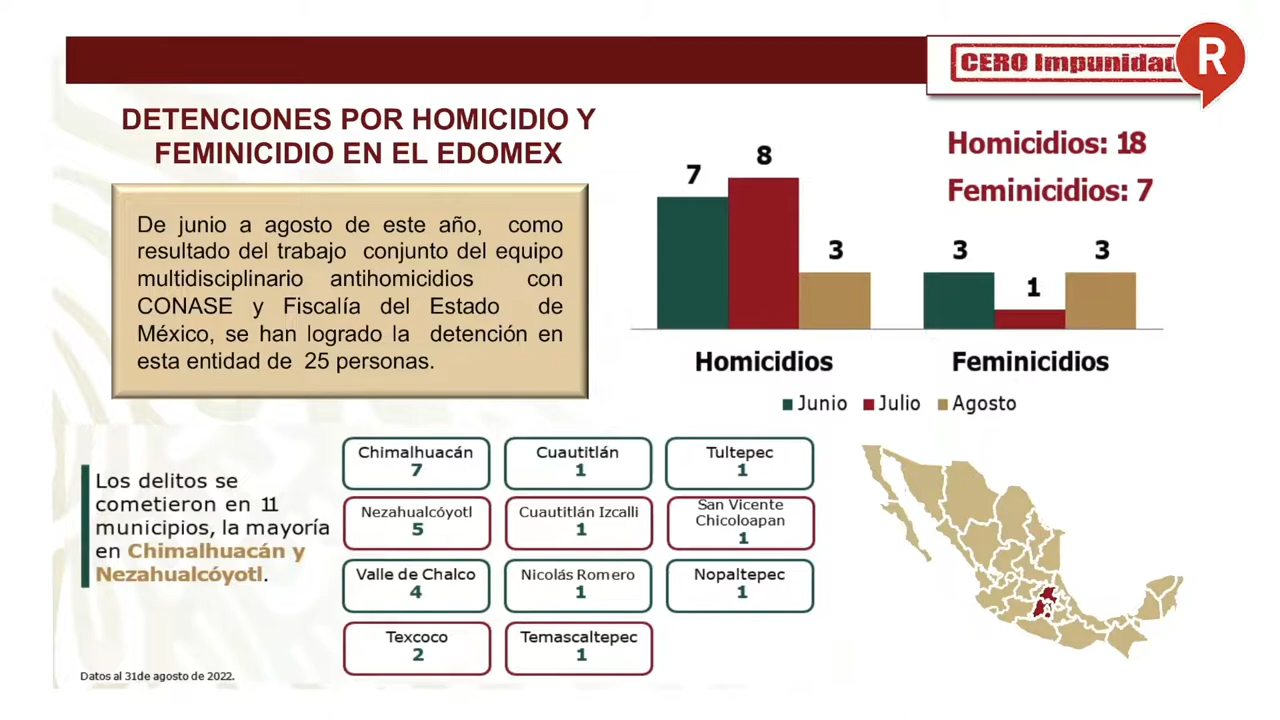 CERO Impunidad
R
DETENCIONES POR HOMICIDIO Y
FEMINICIDIO EN EL EDOMEX
De junio a agosto de este año, como
resultado del trabajo conjunto del equipo
multidisciplinario antihomicidios con
CONASE y Fiscalía del Estado de
México, se han logrado la detención en
esta entidad de 25 personas.
Homicidios: 18
Feminicidios: 7
7
8
3
3
1
3
Homicidios
Feminicidios
Junio Julio Agosto
Los delitos se
cometieron en 11
municipios, la mayoría
en Chimalhuacán y
Nezahualcóyotl.
Chimalhuacán
7
Cuautitlán
1
Tultepec
1
Nezahualcóyotl
5
Cuautitlán Izcalli
1
San Vicente
Chicoloapan
1
Valle de Chalco
4
Nicolás Romero
1
Nopaltepec
1
Texcoco
2
Temascaltepec
1
Datos al 31de agosto de 2022.